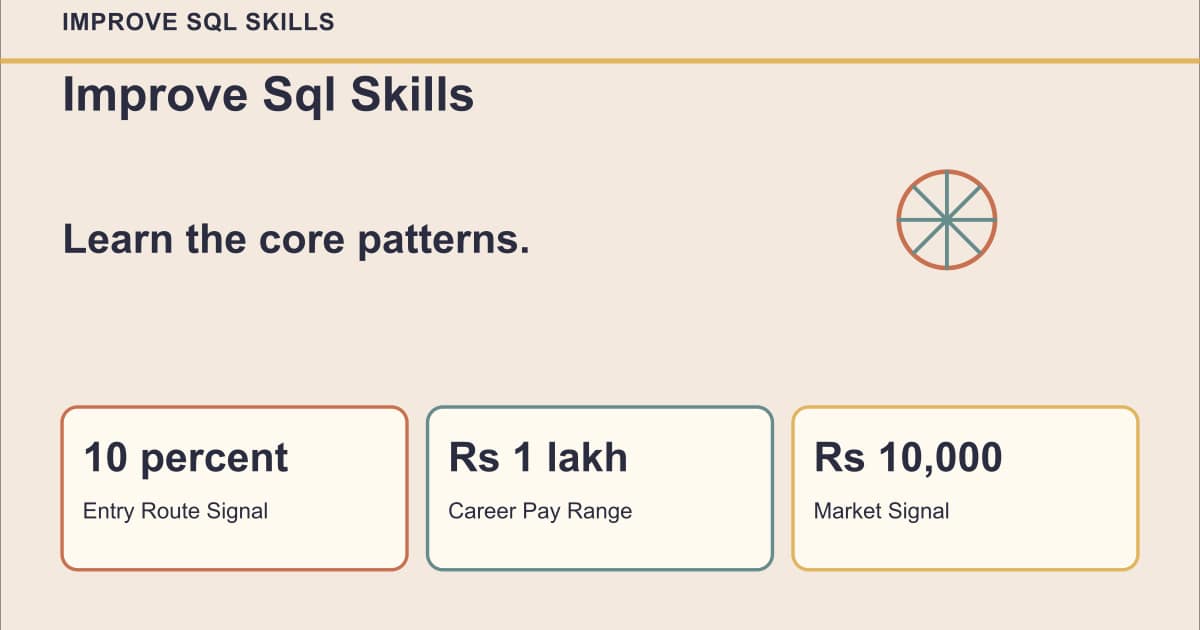 IMPROVE SQL SKILLS
Improve Sql Skills
Learn the core patterns.
10 percent
Entry Route Signal
Rs 1 lakh
Career Pay Range
Rs 10,000
Market Signal